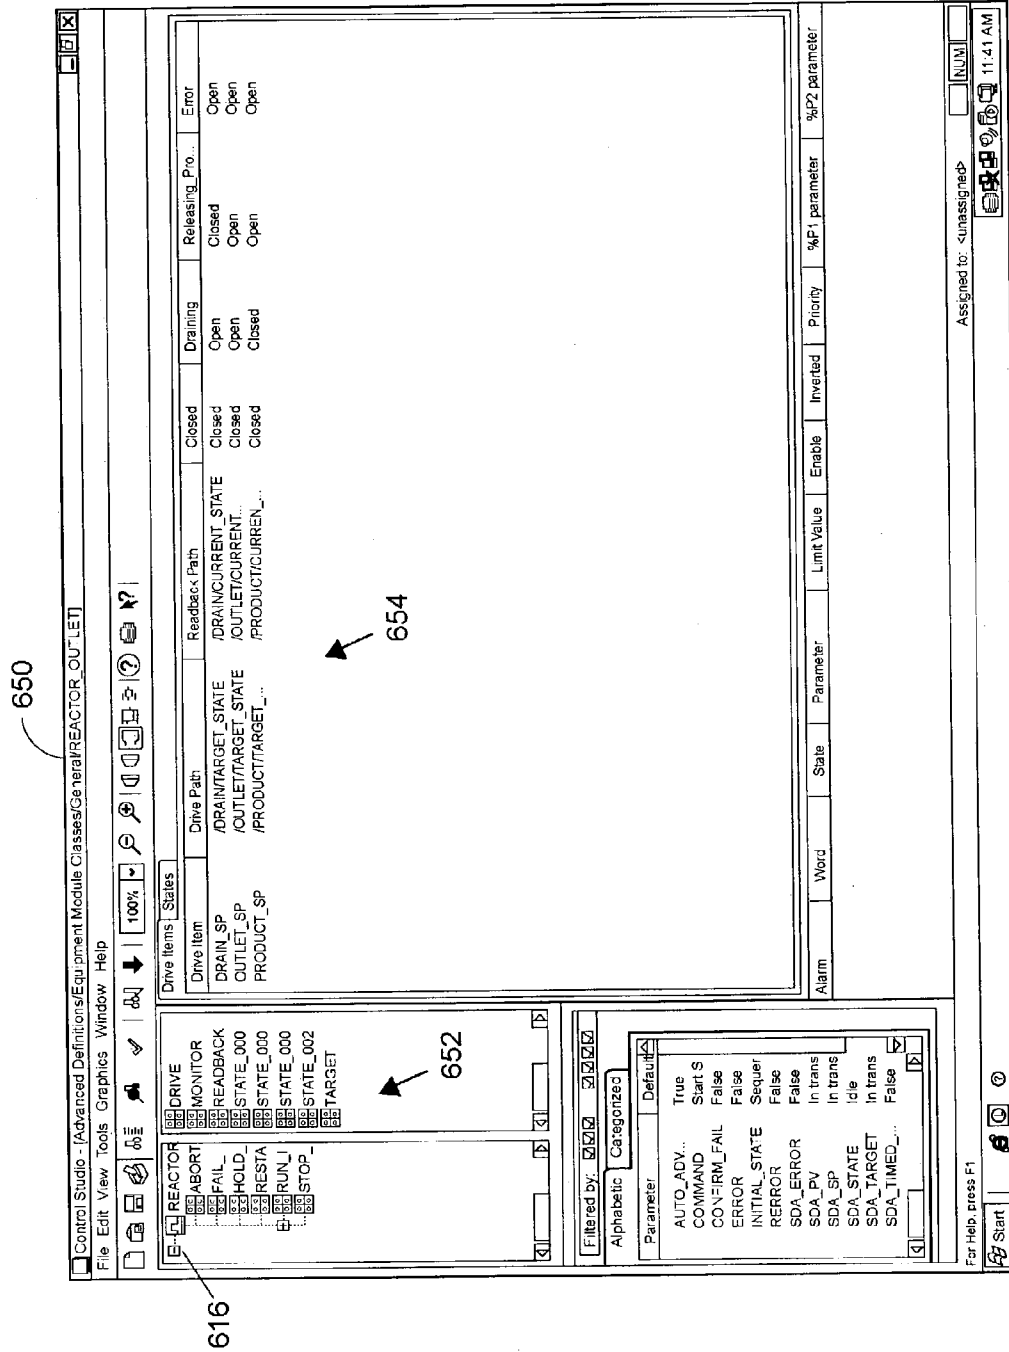 650
Control Studio - [Advanced Definitions/Equipment Module Classes/General/REACTOR_OUTLET]
File Edit View Tools Graphics Window Help
100%
616
REACTOR
ABORT
FAIL_
HOLD_
RESTA
RUN_I
STOP_
DRIVE
MONITOR
READBACK
STATE_000
STATE_000
STATE_000
STATE_002
TARGET
652
Drive Items States
Drive Item Drive Path Readback Path Closed Draining Releasing_Pro... Error
DRAIN_SP /DRAIN/TARGET_STATE /DRAIN/CURRENT_STATE Closed Open Closed Open
OUTLET_SP /OUTLET/TARGET_STATE /OUTLET/CURRENT... Closed Open Open Open
PRODUCT_SP /PRODUCT/TARGET_... /PRODUCT/CURREN_... Closed Closed Open Open
654
Filtered by:
Alphabetic Categorized
Parameter Default
AUTO_ADV... True
COMMAND Start S
CONFIRM_FAIL False
ERROR False
INITIAL_STATE Sequer
RERROR False
SDA_ERROR False
SDA_PV In trans
SDA_SP In trans
SDA_STATE Idle
SDA_TARGET In trans
SDA_TIMED_... False
Alarm Word State Parameter Limit Value Enable Inverted Priority %P1 parameter %P2 parameter
For Help, press F1
Assigned to: <unassigned>
NUM
Start
11:41 AM